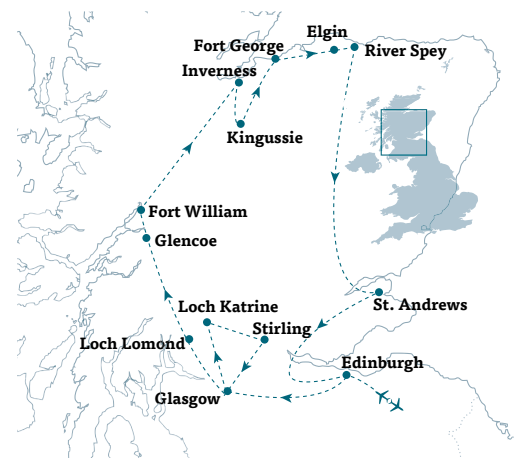 Elgin
Fort George
River Spey
Inverness
Kingussie
Fort William
Glencoe
Loch Katrine
St. Andrews
Stirling
Loch Lomond
Edinburgh
Glasgow